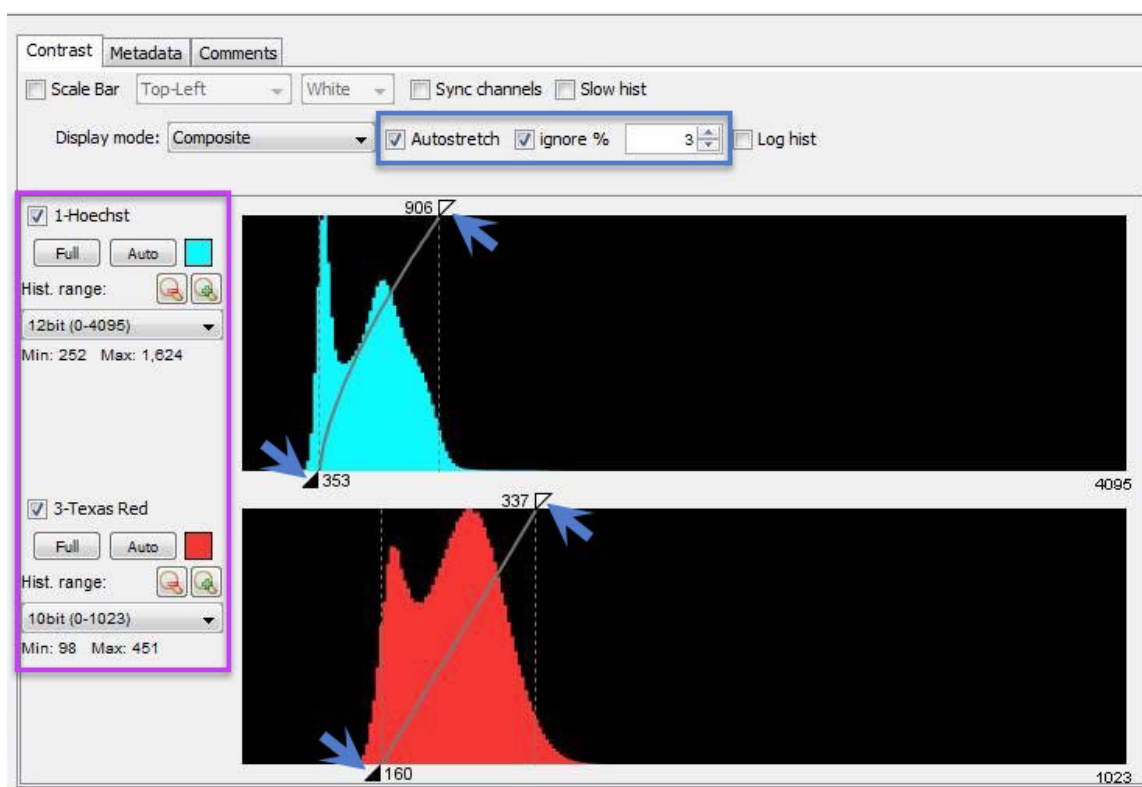 Contrast Metadata Comments
Scale Bar Top-Left White Sync channels Slow hist
Display mode: Composite Autostretch ignore % 3 Log hist
1-Hoechst 906
Full Auto
Hist. range:
12bit (0-4095)
Min: 252 Max: 1,624
353 4095
3-Texas Red 337
Full Auto
Hist. range:
10bit (0-1023)
Min: 98 Max: 451
160 1023